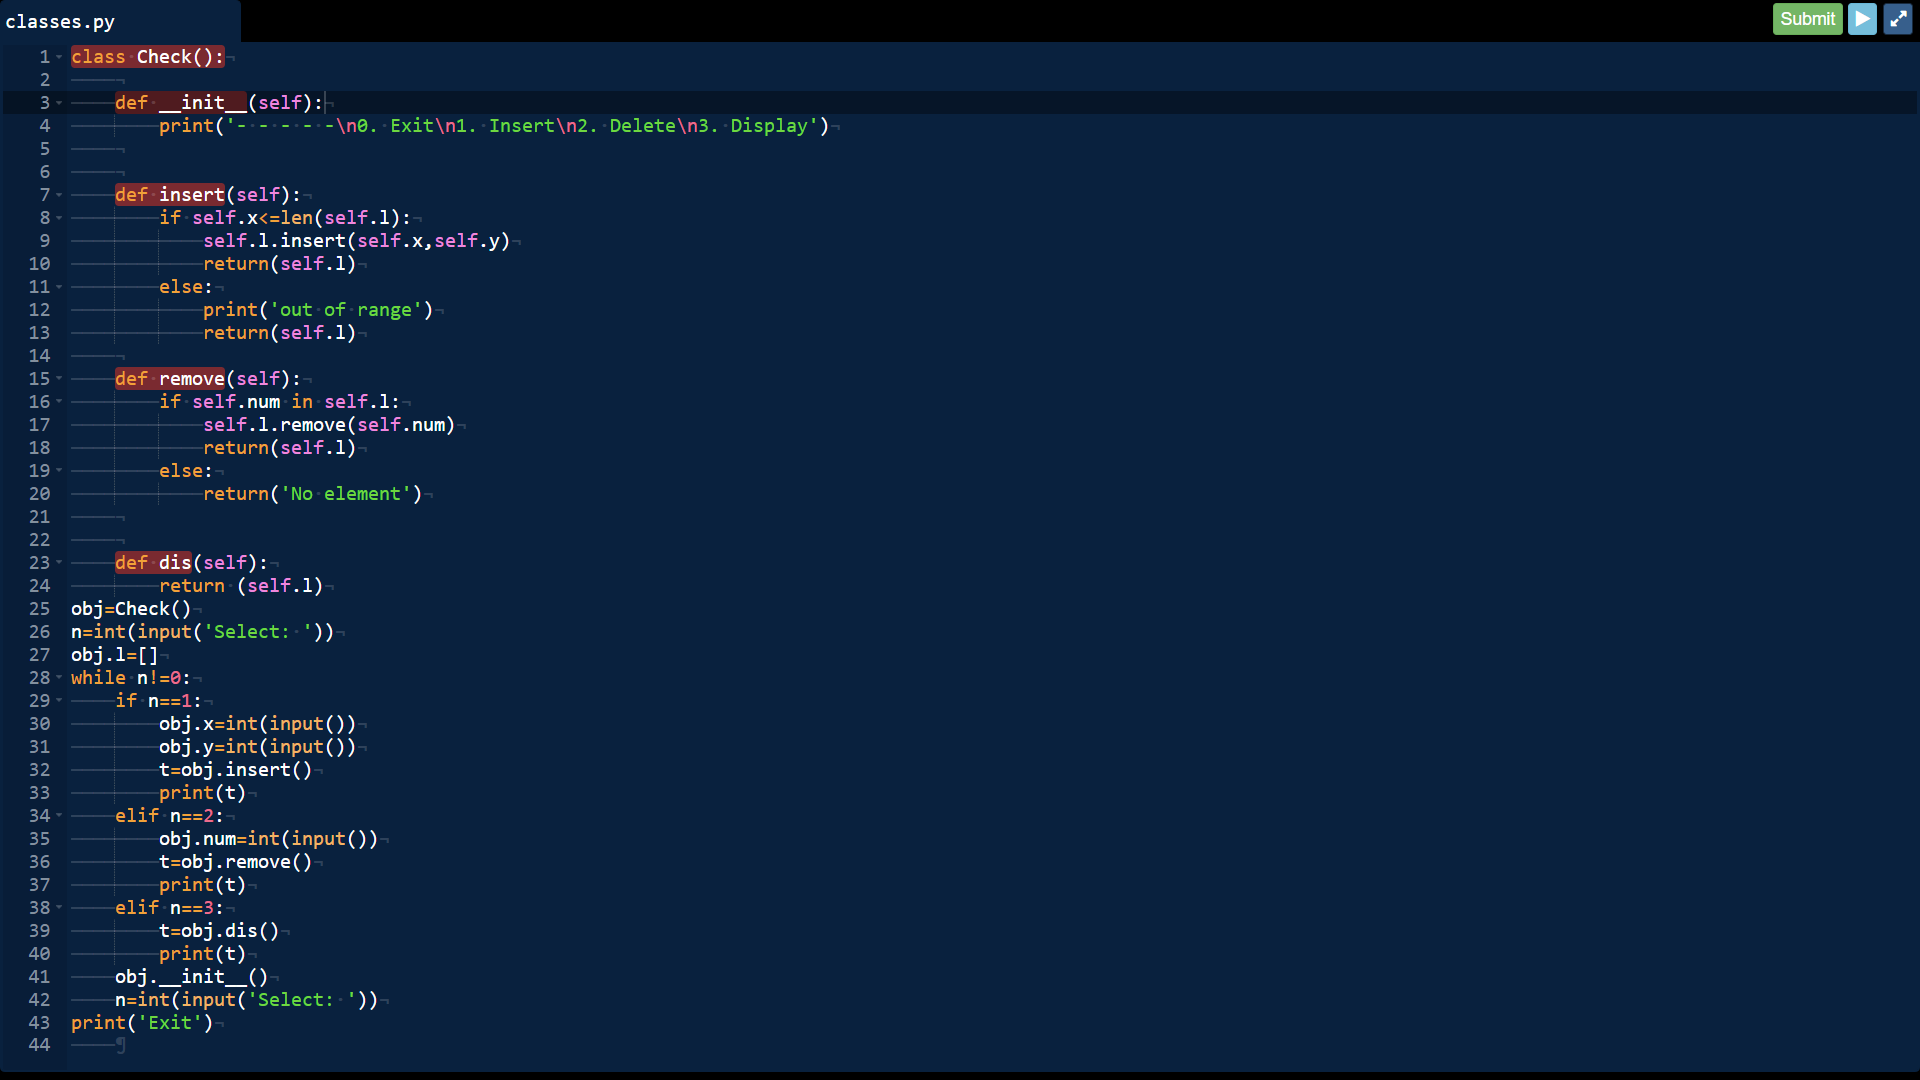 classes.py
Submit
1 class Check():
2
3     def __init__(self):
4         print('- - - - -\n0. Exit\n1. Insert\n2. Delete\n3. Display')
5
6
7     def insert(self):
8         if self.x<=len(self.l):
9             self.l.insert(self.x,self.y)
10             return(self.l)
11         else:
12             print('out of range')
13             return(self.l)
14
15     def remove(self):
16         if self.num in self.l:
17             self.l.remove(self.num)
18             return(self.l)
19         else:
20             return('No element')
21
22
23     def dis(self):
24         return (self.l)
25 obj=Check()
26 n=int(input('Select: '))
27 obj.l=[]
28 while n!=0:
29     if n==1:
30         obj.x=int(input())
31         obj.y=int(input())
32         t=obj.insert()
33         print(t)
34     elif n==2:
35         obj.num=int(input())
36         t=obj.remove()
37         print(t)
38     elif n==3:
39         t=obj.dis()
40         print(t)
41     obj.__init__()
42     n=int(input('Select: '))
43 print('Exit')
44